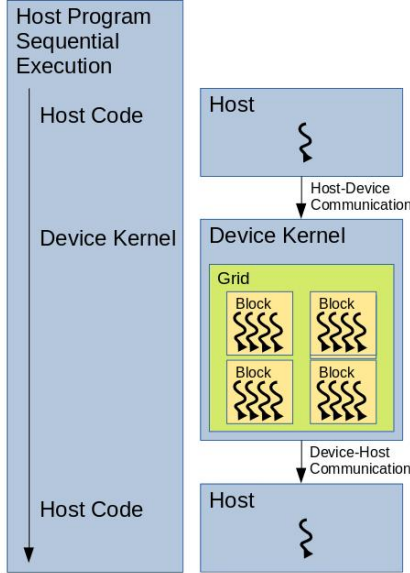 Host Program
Sequential
Execution
Host Code
Device Kernel
Host Code
Host
Host-Device
Communication
Device Kernel
Grid
Block
Block
Block
Block
Device-Host
Communication
Host